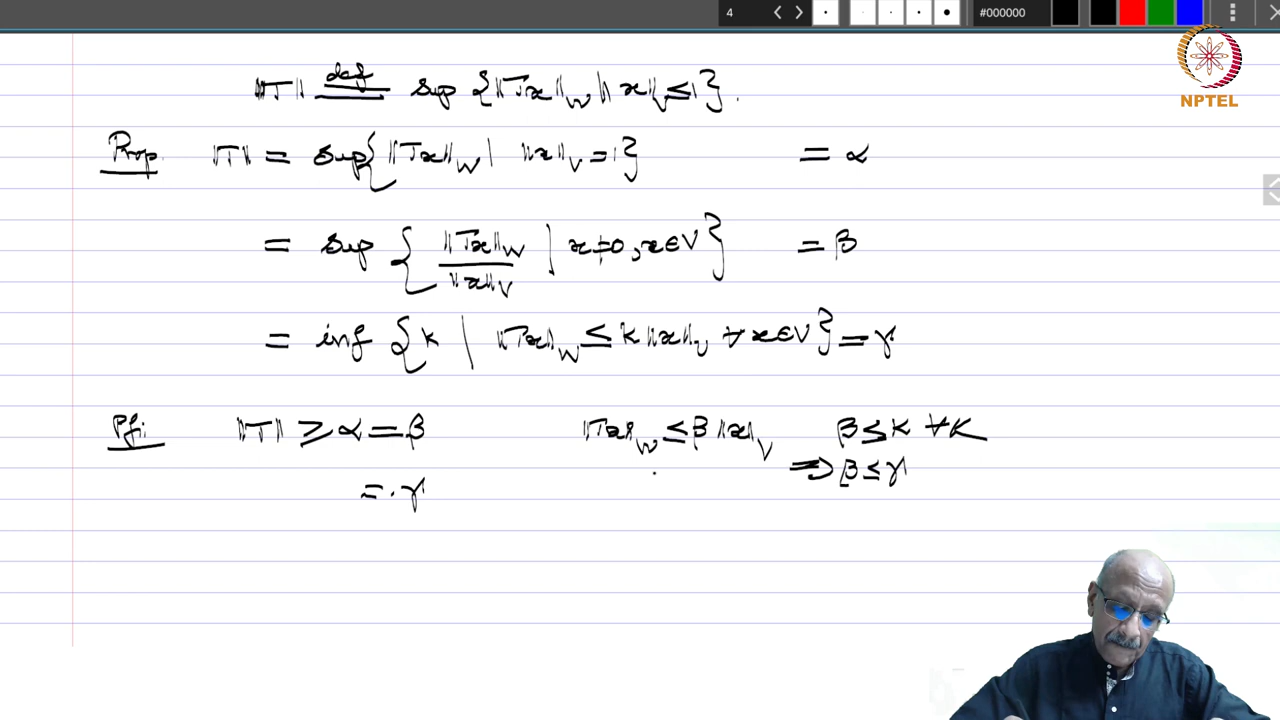 4 #000000
NPTEL
‖T‖ def= sup {‖Tx‖_W | ‖x‖_V ≤ 1}.
Prop. ‖T‖ = sup{‖Tx‖_W | ‖x‖_V = 1} = α
= sup { ‖Tx‖_W / ‖x‖_V | x≠0, x∈V } = β
= inf {K | ‖Tx‖_W ≤ K‖x‖_V ∀x∈V} = γ
Pf: ‖T‖ ≥ α = β ‖Tx‖_W ≤ β‖x‖_V β ≤ K ∀K
= γ ⇒ β ≤ γ